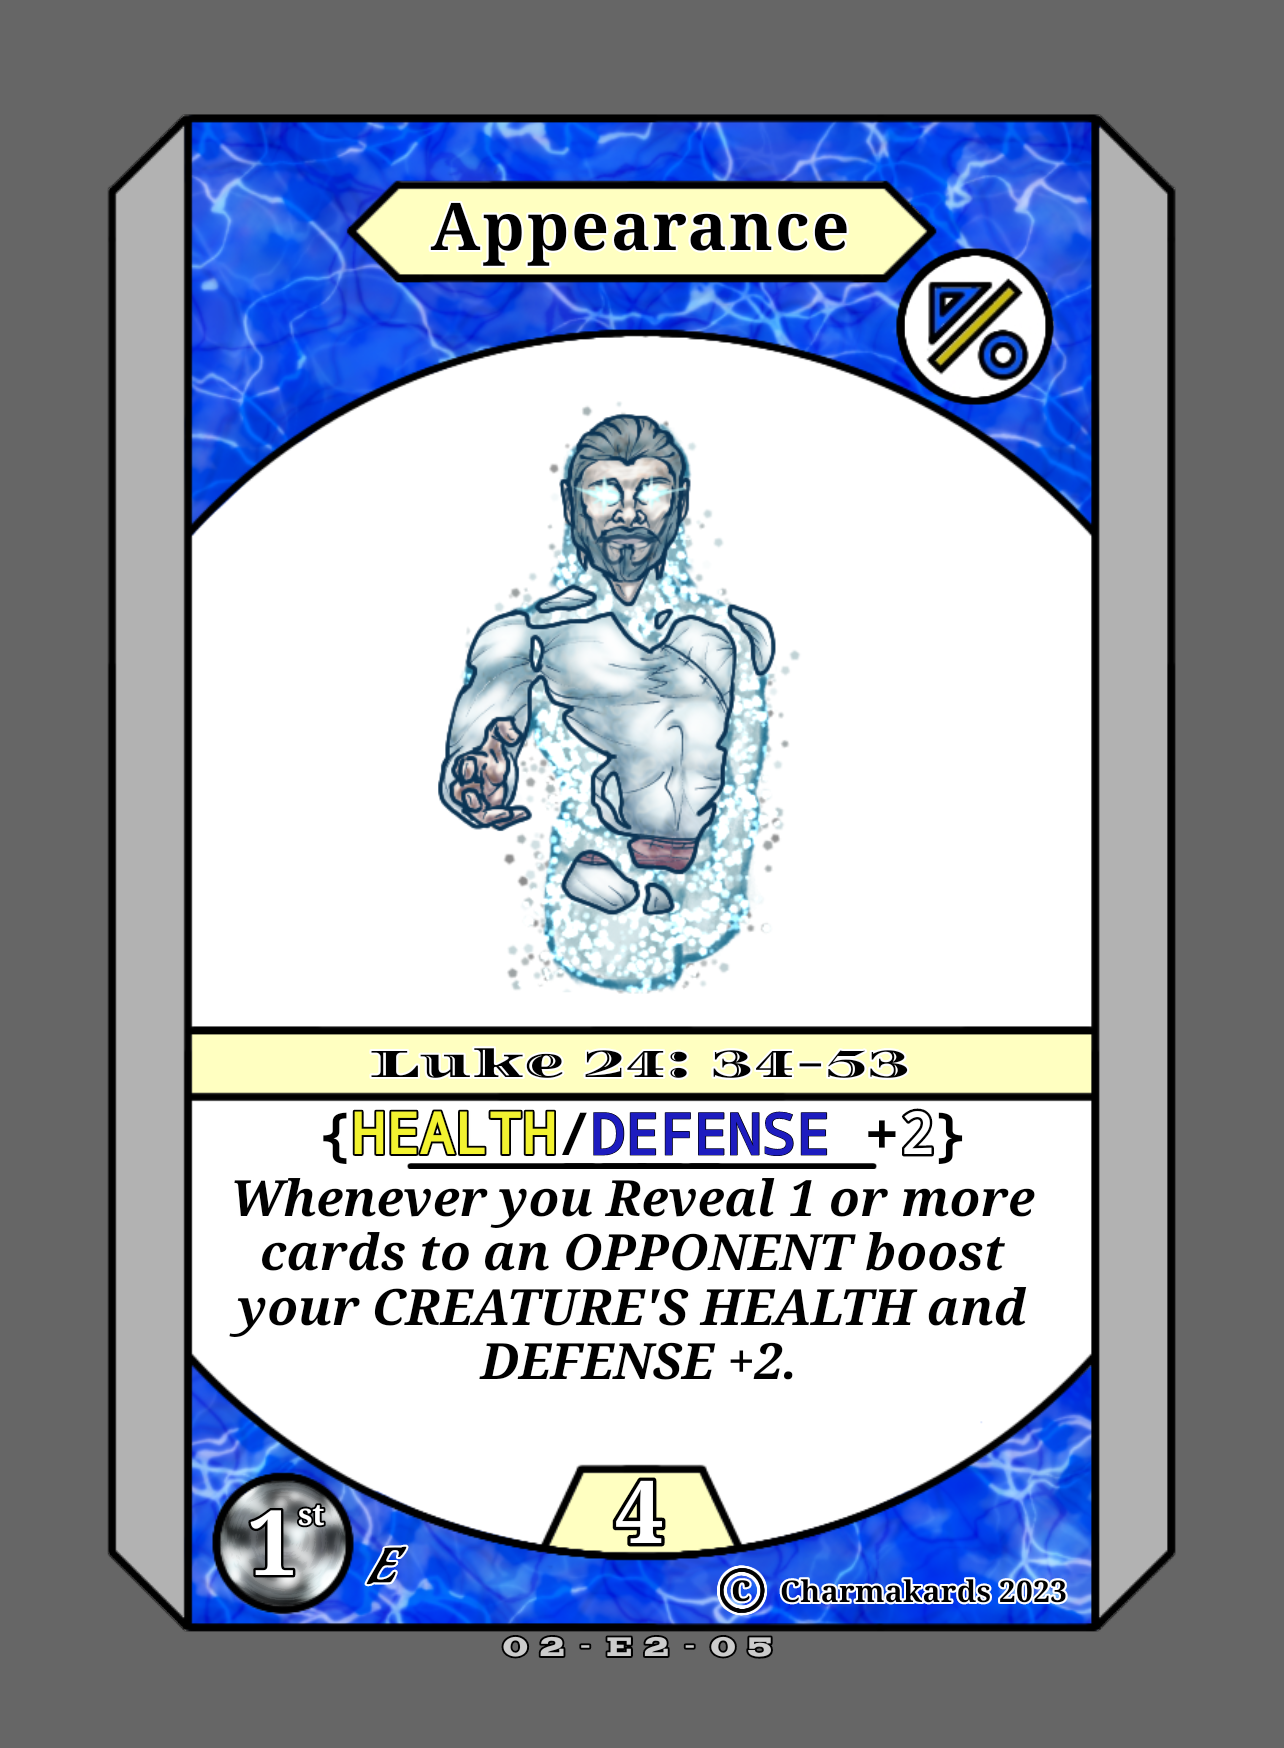 Appearance
Luke 24: 34-53
{HEALTH/DEFENSE +2}
Whenever you Reveal 1 or more
cards to an OPPONENT boost
your CREATURE'S HEALTH and
DEFENSE +2.
4
1st E
© Charmakards 2023
02-E2-05